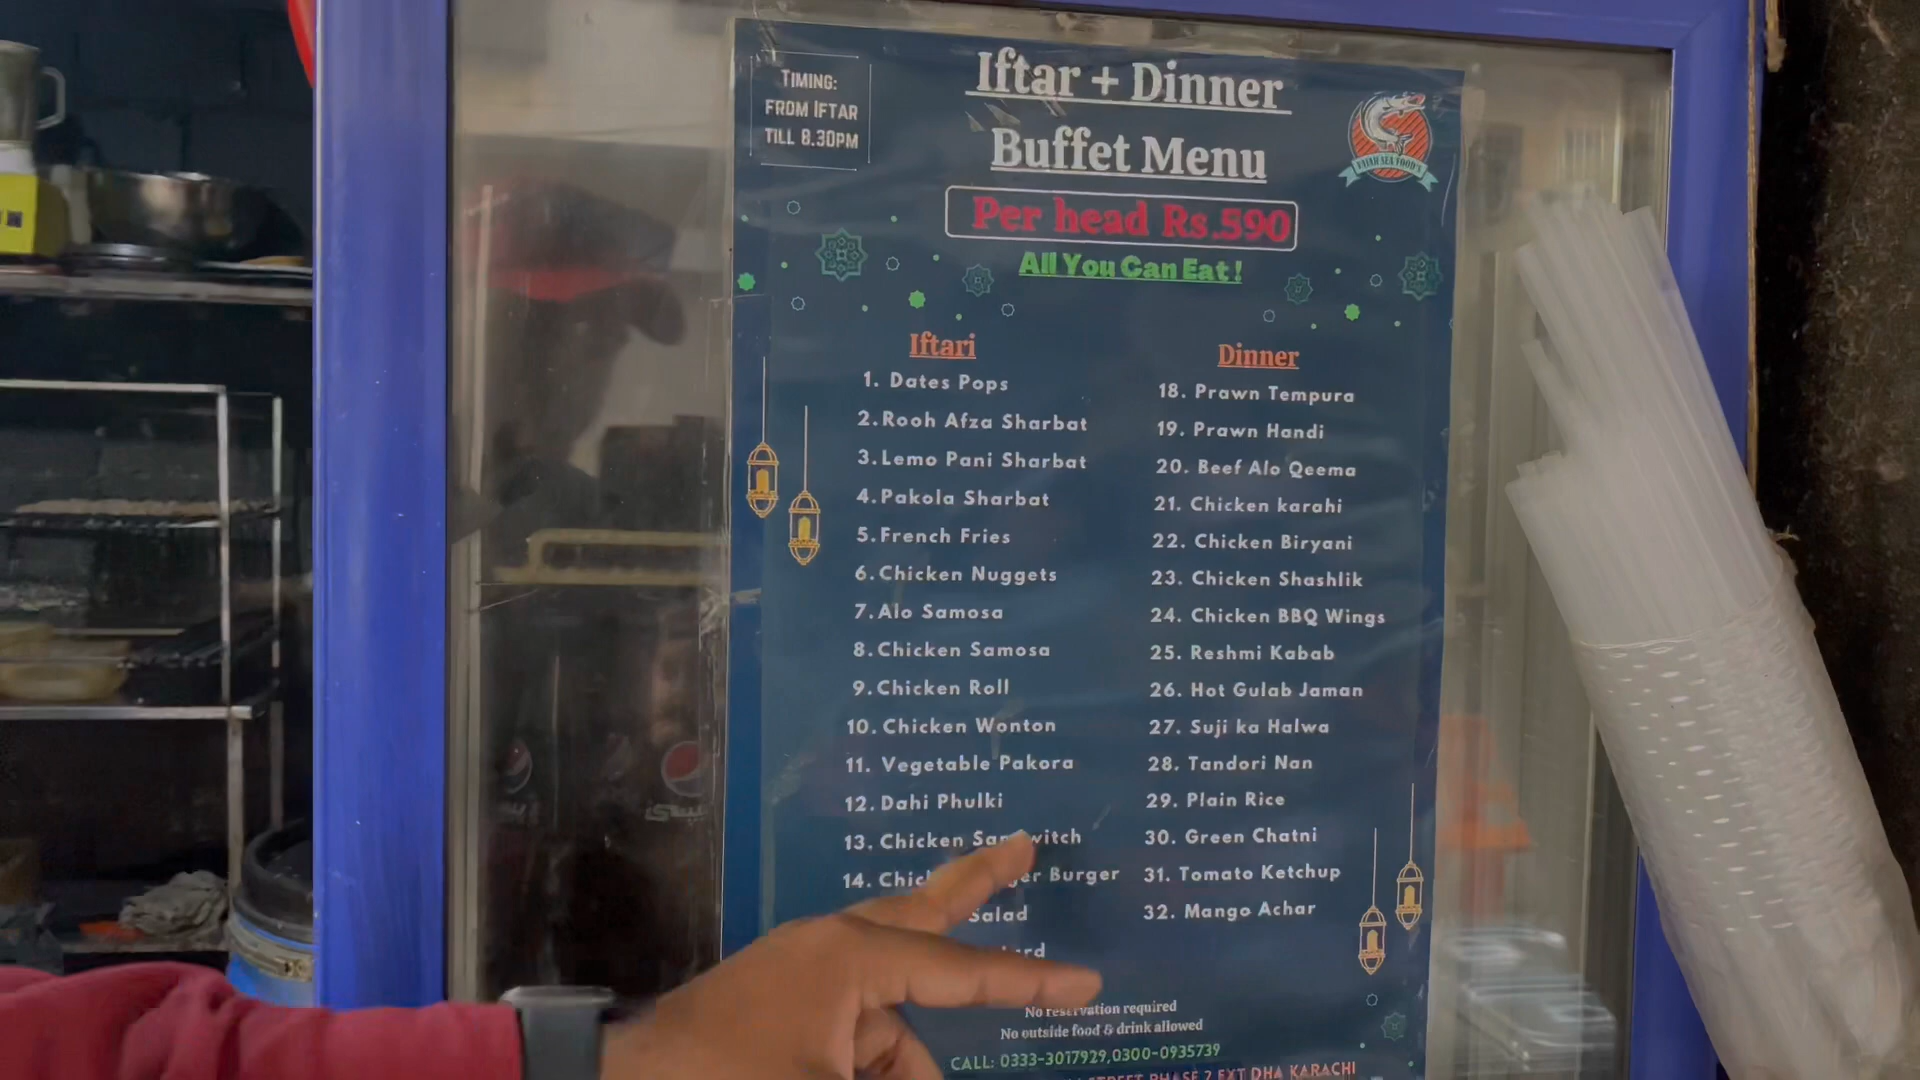 TIMING:
FROM IFTAR
TILL 8.30PM
Iftar + Dinner
Buffet Menu
Per head Rs.590
All You Can Eat!
Iftari
1. Dates Pops
2. Rooh Afza Sharbat
3. Lemo Pani Sharbat
4. Pakola Sharbat
5. French Fries
6. Chicken Nuggets
7. Alo Samosa
8. Chicken Samosa
9. Chicken Roll
10. Chicken Wonton
11. Vegetable Pakora
12. Dahi Phulki
13. Chicken
14. Burger
Salad
Dinner
18. Prawn Tempura
19. Prawn Handi
20. Beef Alo Qeema
21. Chicken karahi
22. Chicken Biryani
23. Chicken Shashlik
24. Chicken BBQ Wings
25. Reshmi Kabab
26. Hot Gulab Jaman
27. Suji ka Halwa
28. Tandori Nan
29. Plain Rice
30. Green Chatni
31. Tomato Ketchup
32. Mango Achar
No reservation required
No outside food & drink allowed
CALL: 0333-3017929,0300-0935739
STREET PHASE 7 EXT DHA KARACHI